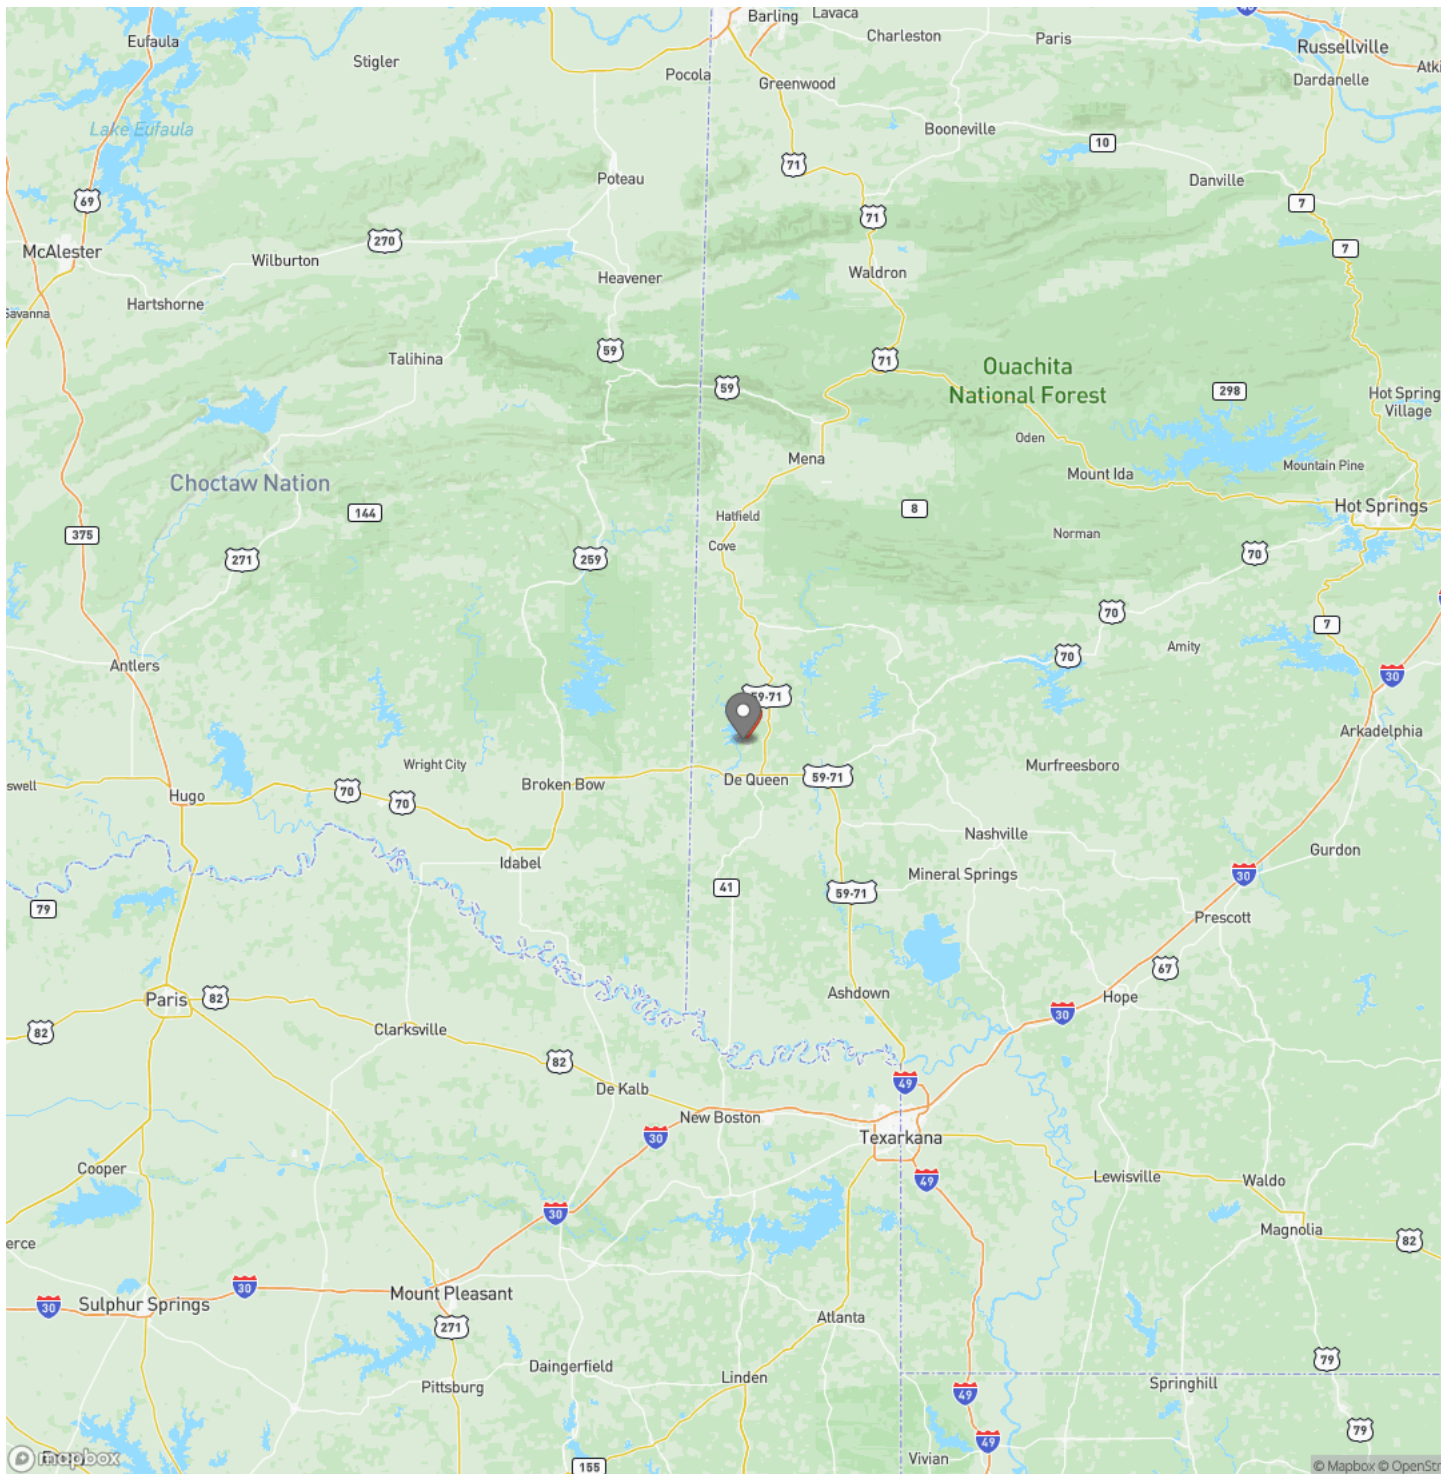 Barling
Lavaca
Eufaula
Charleston
Paris
Russellville
Stigler
Pocola
Greenwood
Dardanelle
Lake Eufaula
Booneville
10
71
Poteau
Danville
69
7
71
270
McAlester
Wilburton
7
Heavener
Waldron
Hartshorne
Savanna
59
Talihina
71
Ouachita
National Forest
59
298
Hot Spring
Village
Oden
Mena
Mountain Pine
Mount Ida
Choctaw Nation
Hot Springs
144
Hatfield
8
375
Cove
Norman
271
259
70
70
7
Amity
Antlers
70
30
59-71
Arkadelphia
Wright City
Murfreesboro
De Queen
59-71
Broken Bow
swell
Hugo
70
70
Nashville
Gurdon
Idabel
Mineral Springs
30
41
59-71
79
Prescott
67
Ashdown
Hope
Paris
82
30
82
Clarksville
82
49
De Kalb
New Boston
30
Texarkana
Cooper
Lewisville
49
Waldo
30
Magnolia
82
erce
30
30
Sulphur Springs
Mount Pleasant
271
Atlanta
79
Daingerfield
Linden
Pittsburg
49
Springhill
79
49
mapbox
Vivian
155
© Mapbox © OpenStr